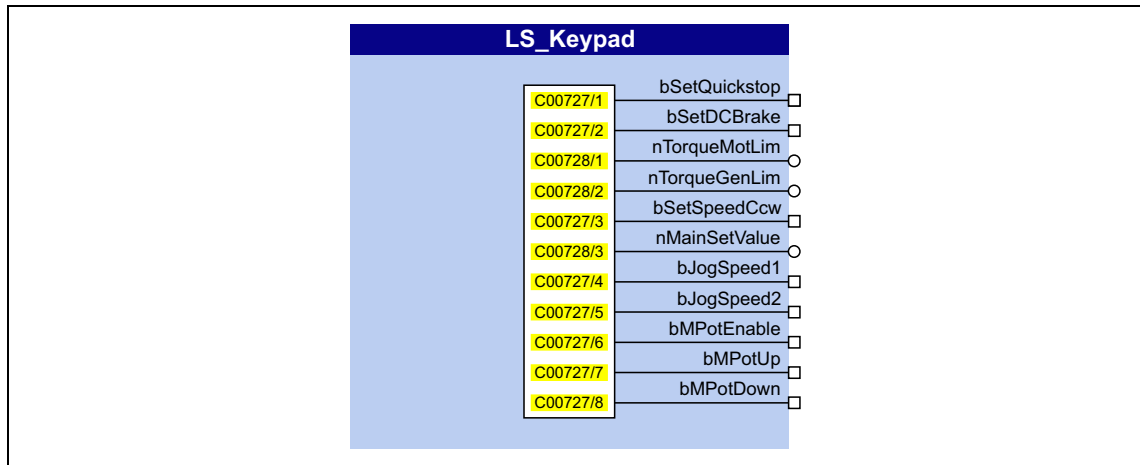 LS_Keypad
C00727/1 bSetQuickstop
C00727/2 bSetDCBrake
C00728/1 nTorqueMotLim
C00728/2 nTorqueGenLim
C00727/3 bSetSpeedCcw
C00728/3 nMainSetValue
C00727/4 bJogSpeed1
C00727/5 bJogSpeed2
C00727/6 bMPotEnable
C00727/7 bMPotUp
C00727/8 bMPotDown